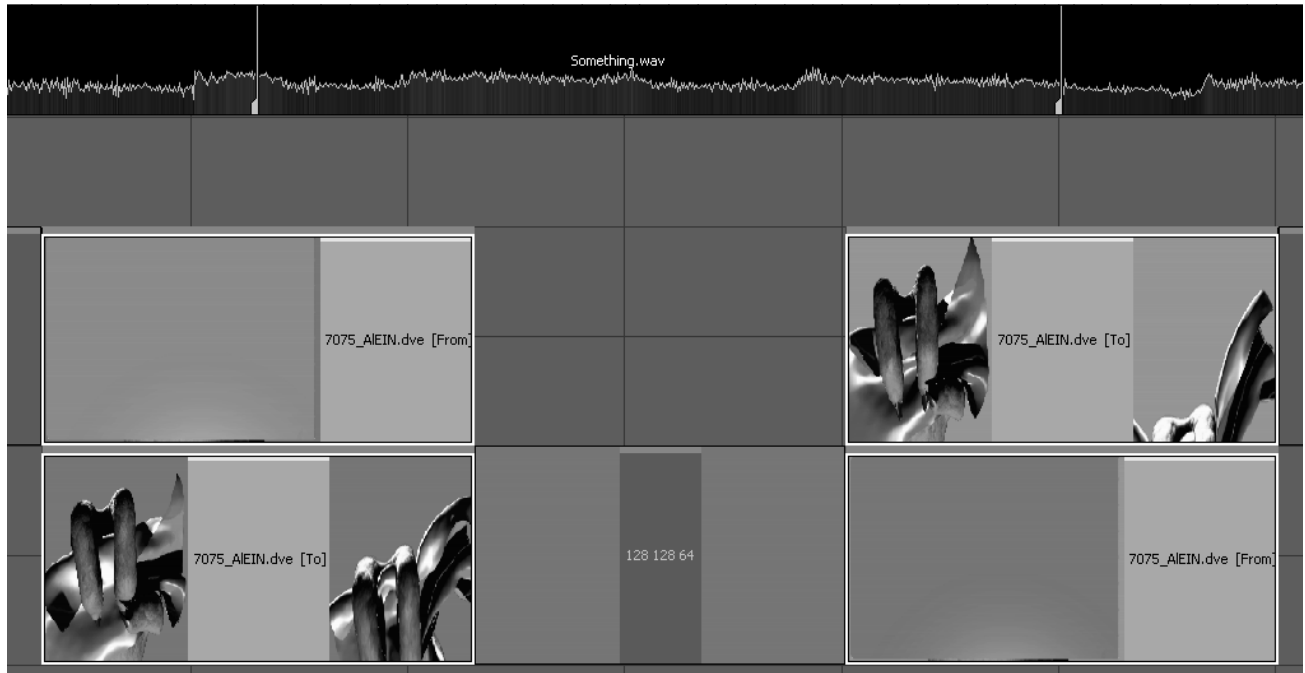 Something.wav
7075_AlEIN.dve [From]
7075_AlEIN.dve [To]
7075_AlEIN.dve [To]
128 128 64
7075_AlEIN.dve [From]